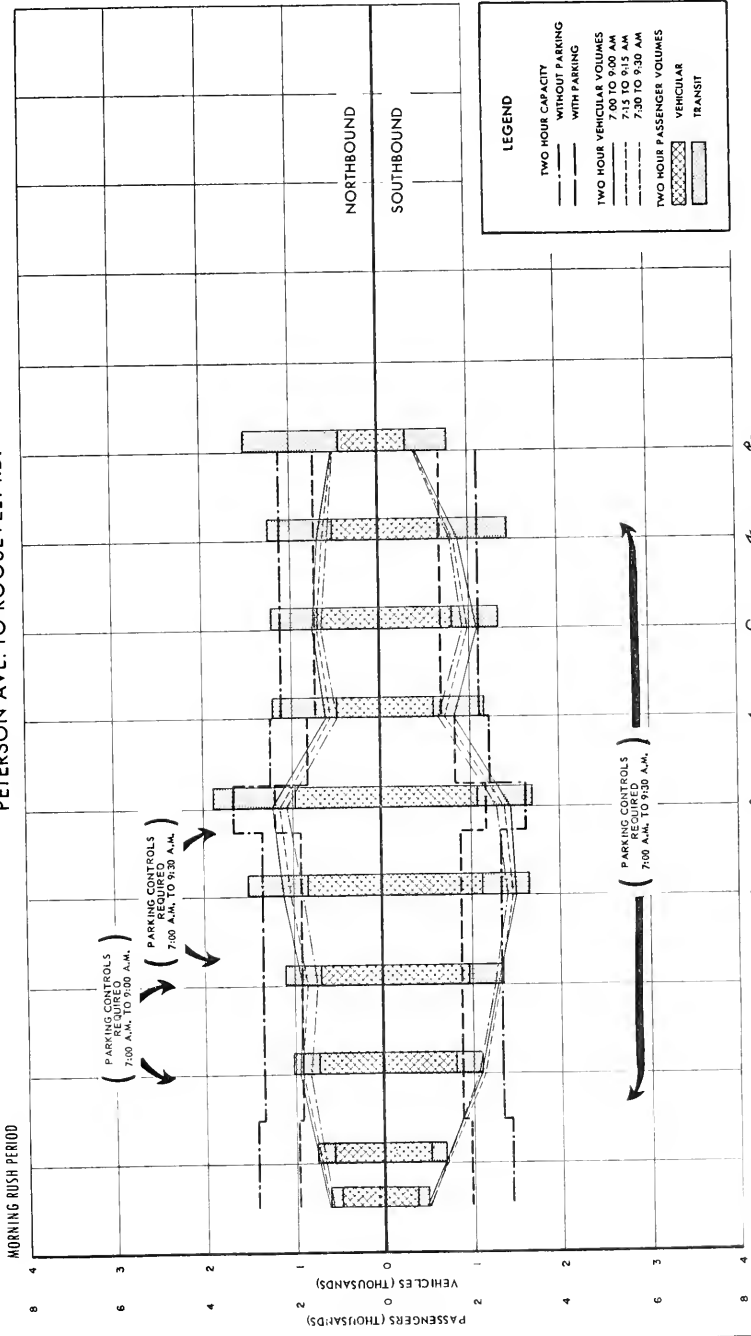 PETERSON AVE. TO ROOSEVELT RD.
MORNING RUSH PERIOD
8 4
6 3
4 2
2 1
0 0
2 1
4 2
6 3
8 4
PASSENGERS (THOUSANDS)
VEHICLES (THOUSANDS)
(PARKING CONTROLS
REQUIRED
7:00 A.M. TO 9:00 A.M.)
(PARKING CONTROLS
REQUIRED
7:00 A.M. TO 9:30 A.M.)
NORTHBOUND
SOUTHBOUND
(PARKING CONTROLS
REQUIRED
7:00 A.M. TO 9:30 A.M.)
LEGEND
TWO HOUR CAPACITY
WITHOUT PARKING
WITH PARKING
TWO HOUR VEHICULAR VOLUMES
7:00 TO 9:00 AM
7:15 TO 9:15 AM
7:30 TO 9:30 AM
TWO HOUR PASSENGER VOLUMES
VEHICULAR
TRANSIT